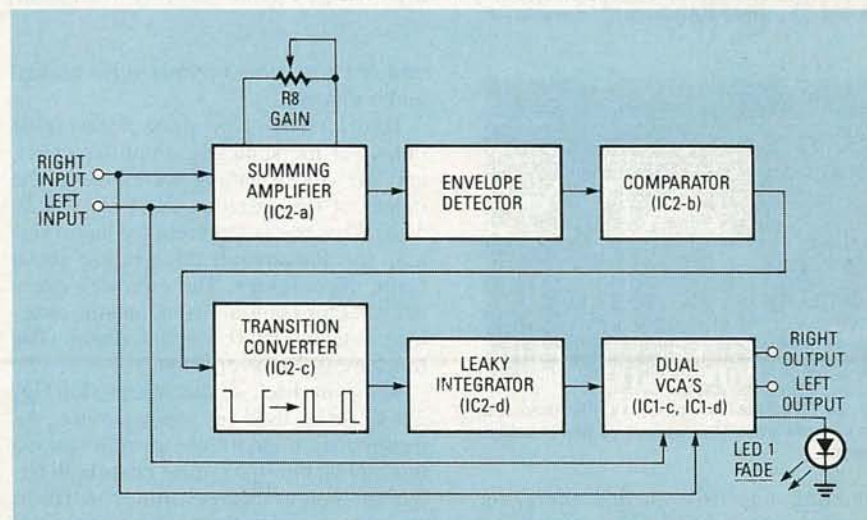 R8
GAIN
RIGHT
INPUT
LEFT
INPUT
SUMMING
AMPLIFIER
(IC2-a)
ENVELOPE
DETECTOR
COMPARATOR
(IC2-b)
TRANSITION
CONVERTER
(IC2-c)
LEAKY
INTEGRATOR
(IC2-d)
DUAL
VCA'S
(IC1-c, IC1-d)
RIGHT
OUTPUT
LEFT
OUTPUT
LED 1
FADE